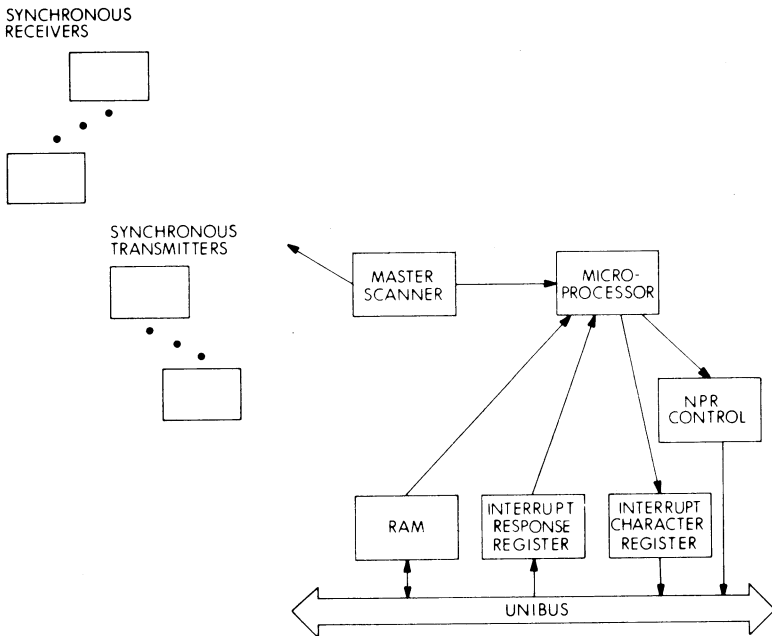 SYNCHRONOUS
RECEIVERS
SYNCHRONOUS
TRANSMITTERS
MASTER
SCANNER
MICRO-
PROCESSOR
NPR
CONTROL
RAM
INTERRUPT
RESPONSE
REGISTER
INTERRUPT
CHARACTER
REGISTER
UNIBUS